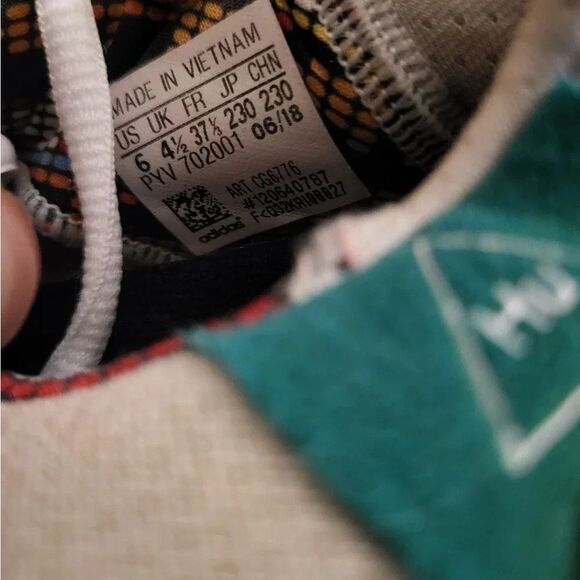 MADE IN VIETNAM
US UK FR JP CHN
6 4½ 37⅓ 230 230
PYV 702001 06/18
ART CG6776
#120640787
adidas
HU